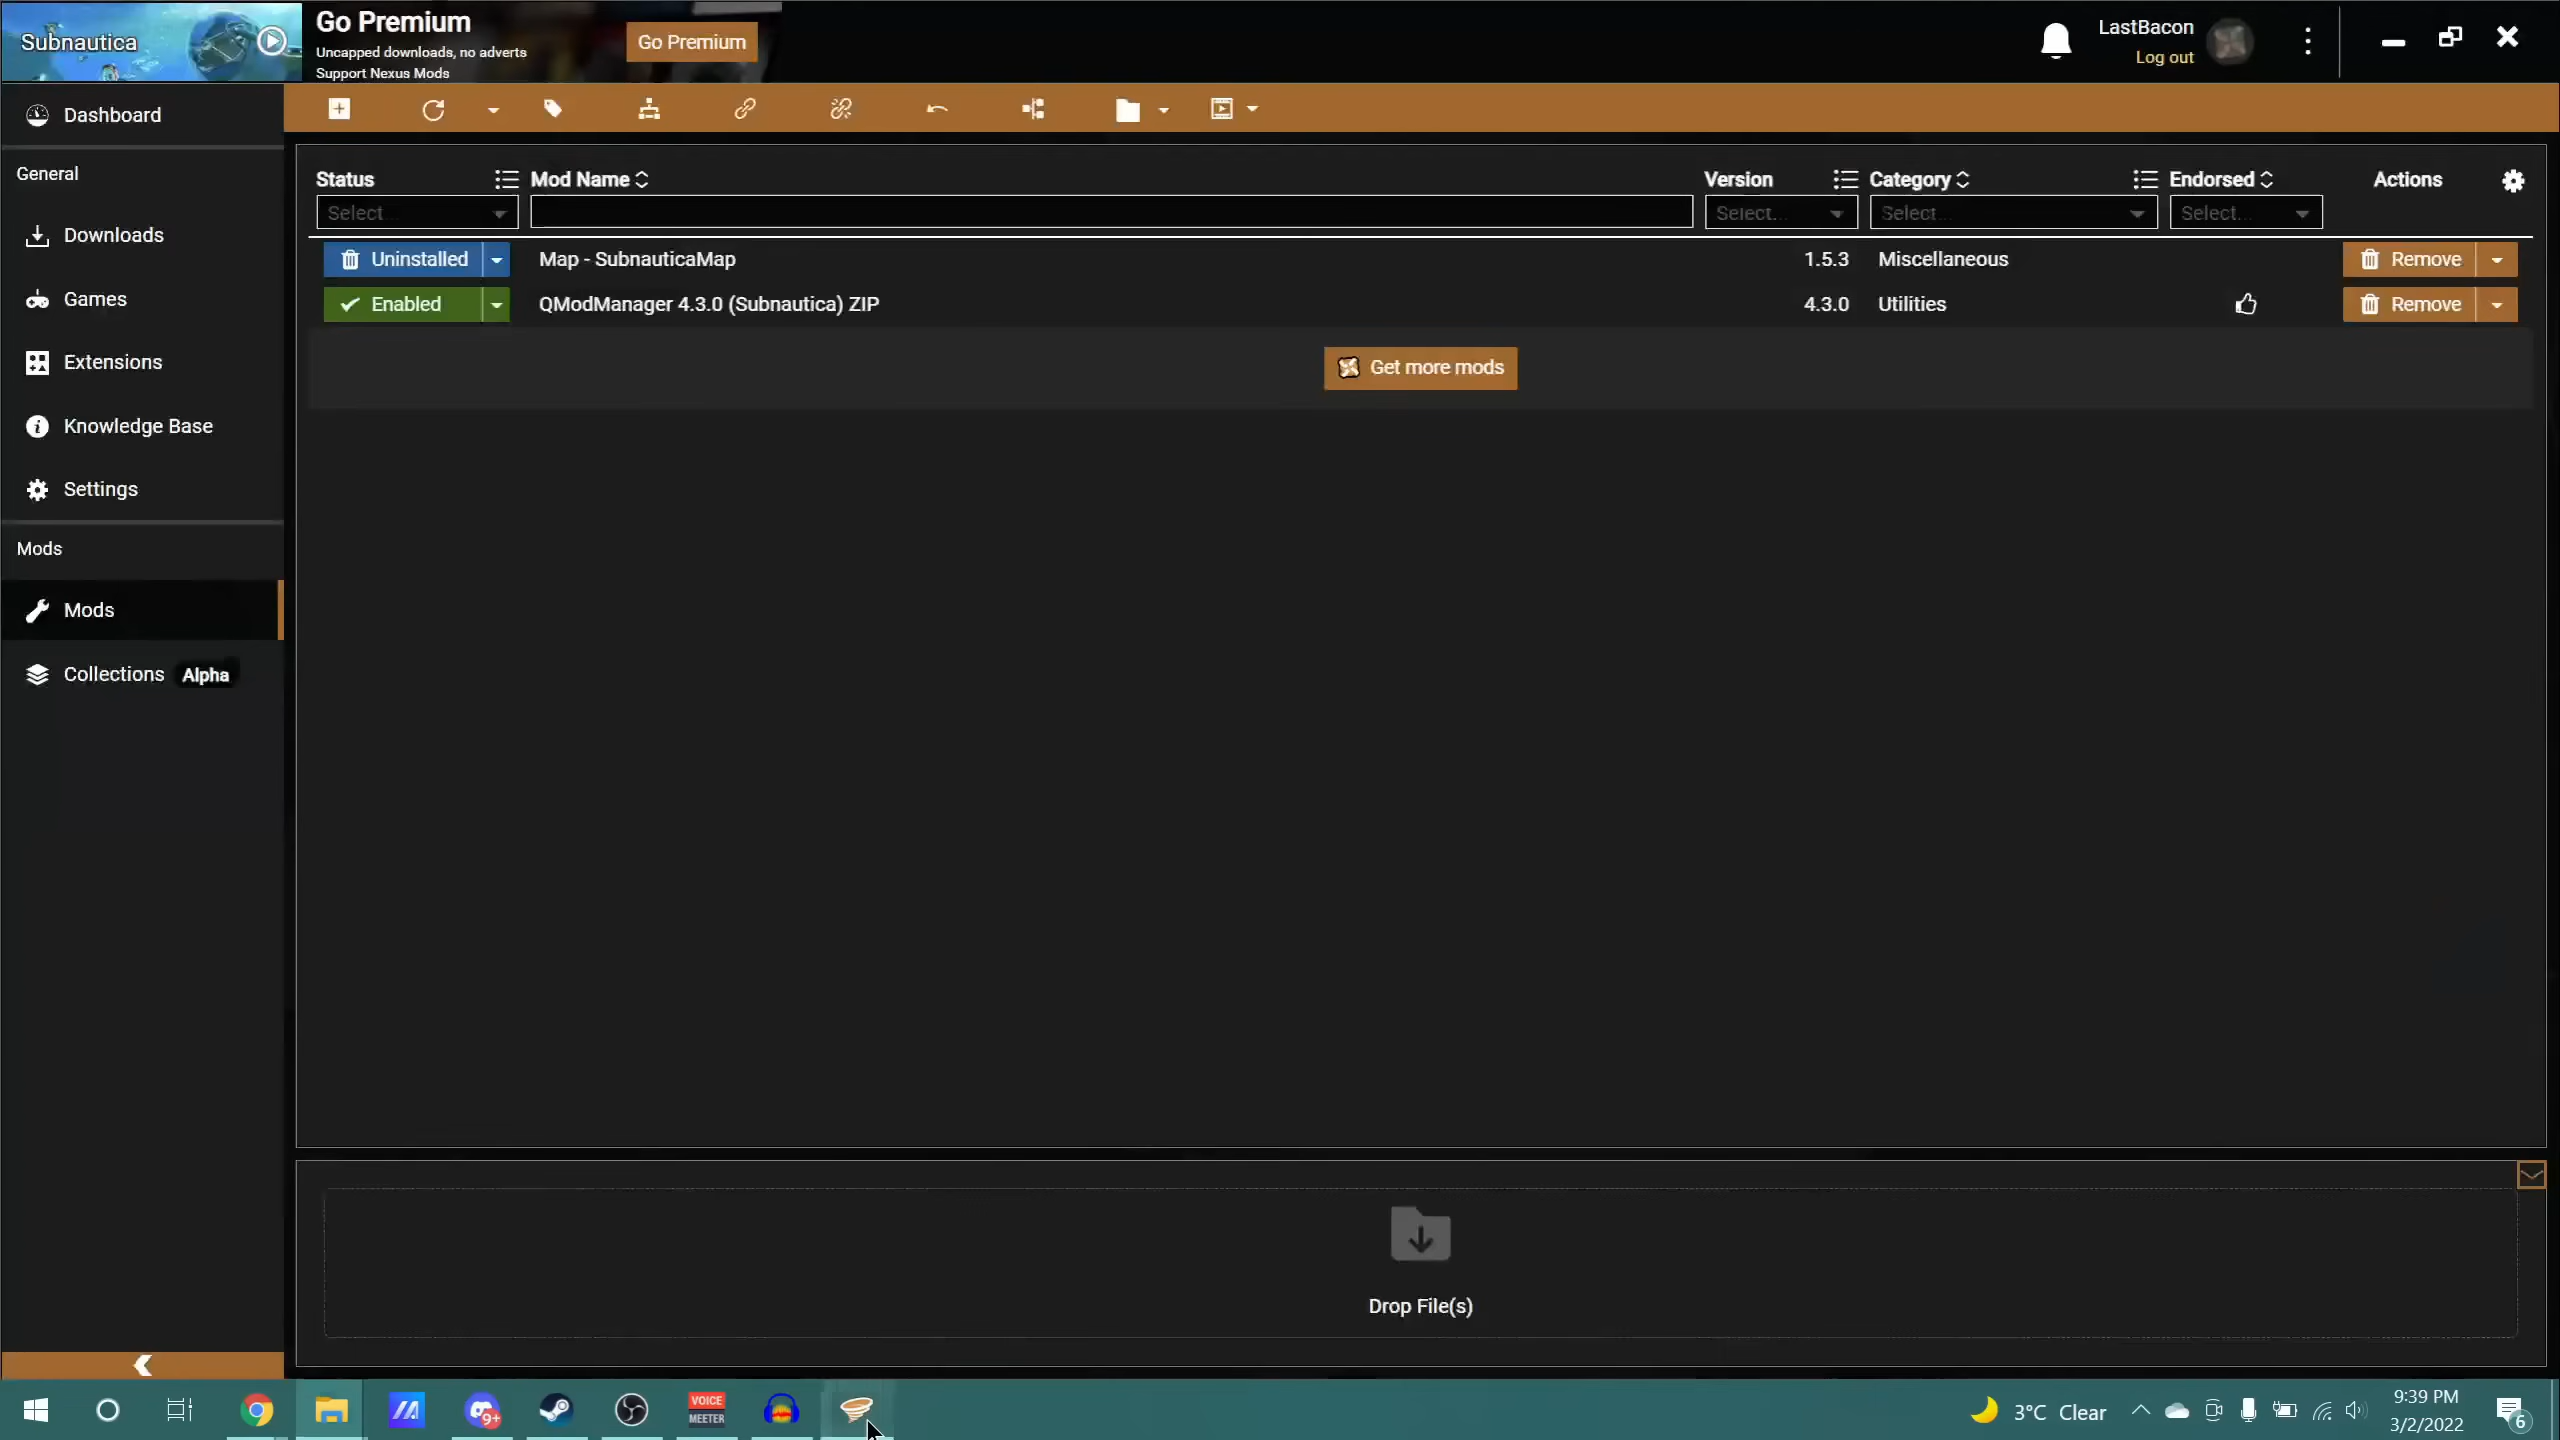 Subnautica
Go Premium
Uncapped downloads, no adverts
Support Nexus Mods
Go Premium
LastBacon
Log out
Dashboard
General
Downloads
Games
Extensions
Knowledge Base
Settings
Mods
Mods
Collections Alpha
Status Mod Name Version Category Endorsed Actions
Select... Select... Select... Select...
Uninstalled Map - SubnauticaMap 1.5.3 Miscellaneous Remove
Enabled QModManager 4.3.0 (Subnautica) ZIP 4.3.0 Utilities Remove
Get more mods
Drop File(s)
9+
VOICE
MEETER
3°C Clear
9:39 PM
3/2/2022
6